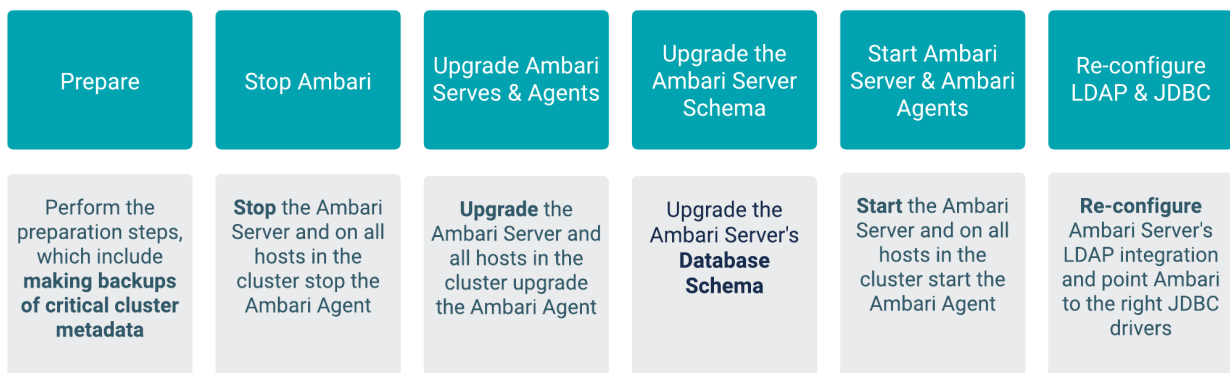 Prepare
Stop Ambari
Upgrade Ambari
Serves & Agents
Upgrade the
Ambari Server
Schema
Start Ambari
Server & Ambari
Agents
Re-configure
LDAP & JDBC
Perform the
preparation steps,
which include
making backups
of critical cluster
metadata
Stop the Ambari
Server and on all
hosts in the
cluster stop the
Ambari Agent
Upgrade the
Ambari Server and
all hosts in the
cluster upgrade
the Ambari Agent
Upgrade the
Ambari Server's
Database
Schema
Start the Ambari
Server and on all
hosts in the
cluster start the
Ambari Agent
Re-configure
Ambari Server's
LDAP integration
and point Ambari
to the right JDBC
drivers